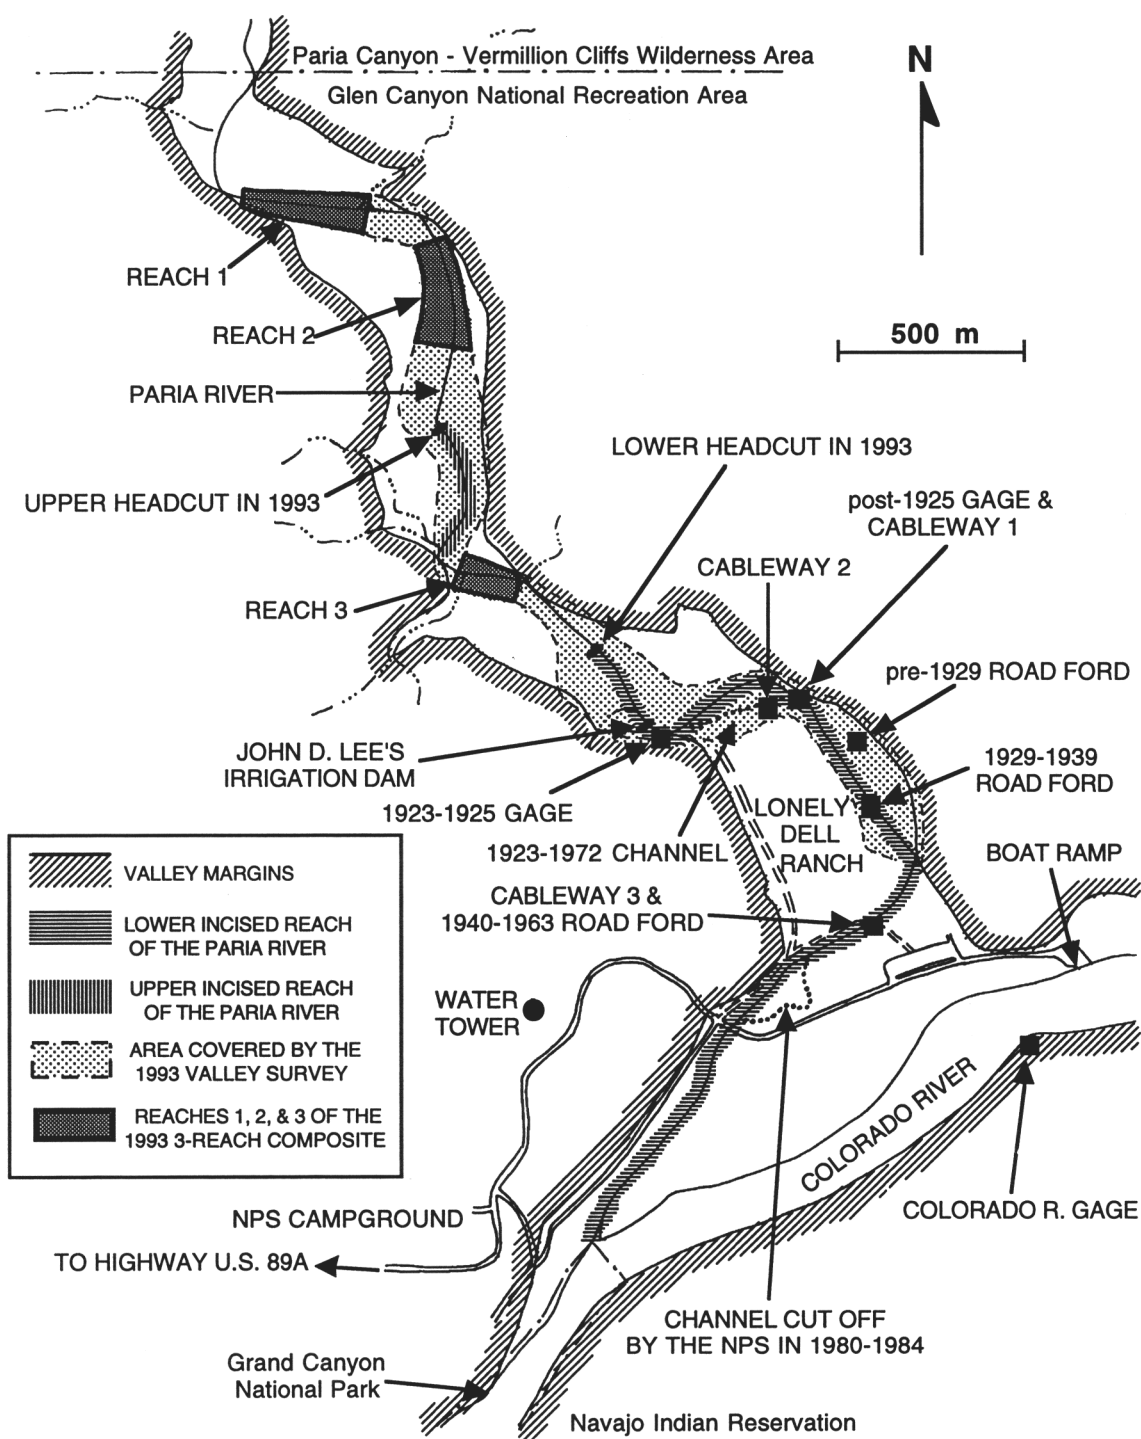 Paria Canyon - Vermillion Cliffs Wilderness Area
Glen Canyon National Recreation Area
N
REACH 1
REACH 2
500 m
PARIA RIVER
LOWER HEADCUT IN 1993
UPPER HEADCUT IN 1993
post-1925 GAGE &
CABLEWAY 1
CABLEWAY 2
REACH 3
pre-1929 ROAD FORD
JOHN D. LEE'S
IRRIGATION DAM
1929-1939
ROAD FORD
1923-1925 GAGE
LONELY
DELL
RANCH
1923-1972 CHANNEL
BOAT RAMP
CABLEWAY 3 &
1940-1963 ROAD FORD
VALLEY MARGINS
LOWER INCISED REACH
OF THE PARIA RIVER
UPPER INCISED REACH
OF THE PARIA RIVER
AREA COVERED BY THE
1993 VALLEY SURVEY
REACHES 1, 2, & 3 OF THE
1993 3-REACH COMPOSITE
WATER
TOWER
COLORADO RIVER
COLORADO R. GAGE
NPS CAMPGROUND
TO HIGHWAY U.S. 89A
CHANNEL CUT OFF
BY THE NPS IN 1980-1984
Grand Canyon
National Park
Navajo Indian Reservation